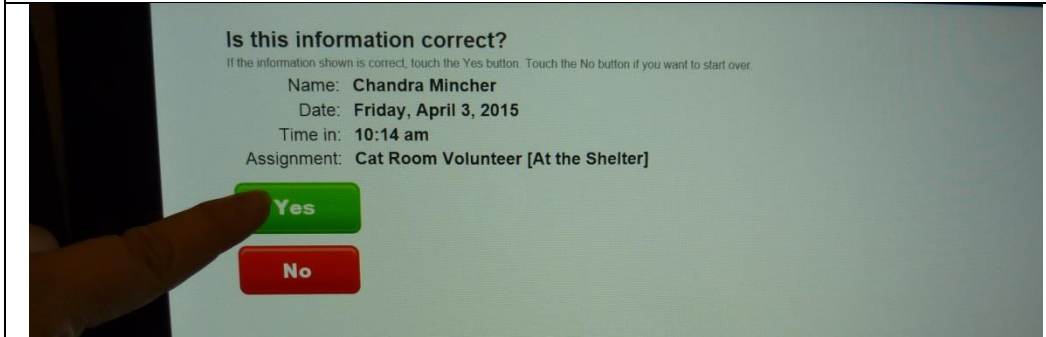 Is this information correct?
If the information shown is correct, touch the Yes button. Touch the No button if you want to start over.
Name: Chandra Mincher
Date: Friday, April 3, 2015
Time in: 10:14 am
Assignment: Cat Room Volunteer [At the Shelter]
Yes
No